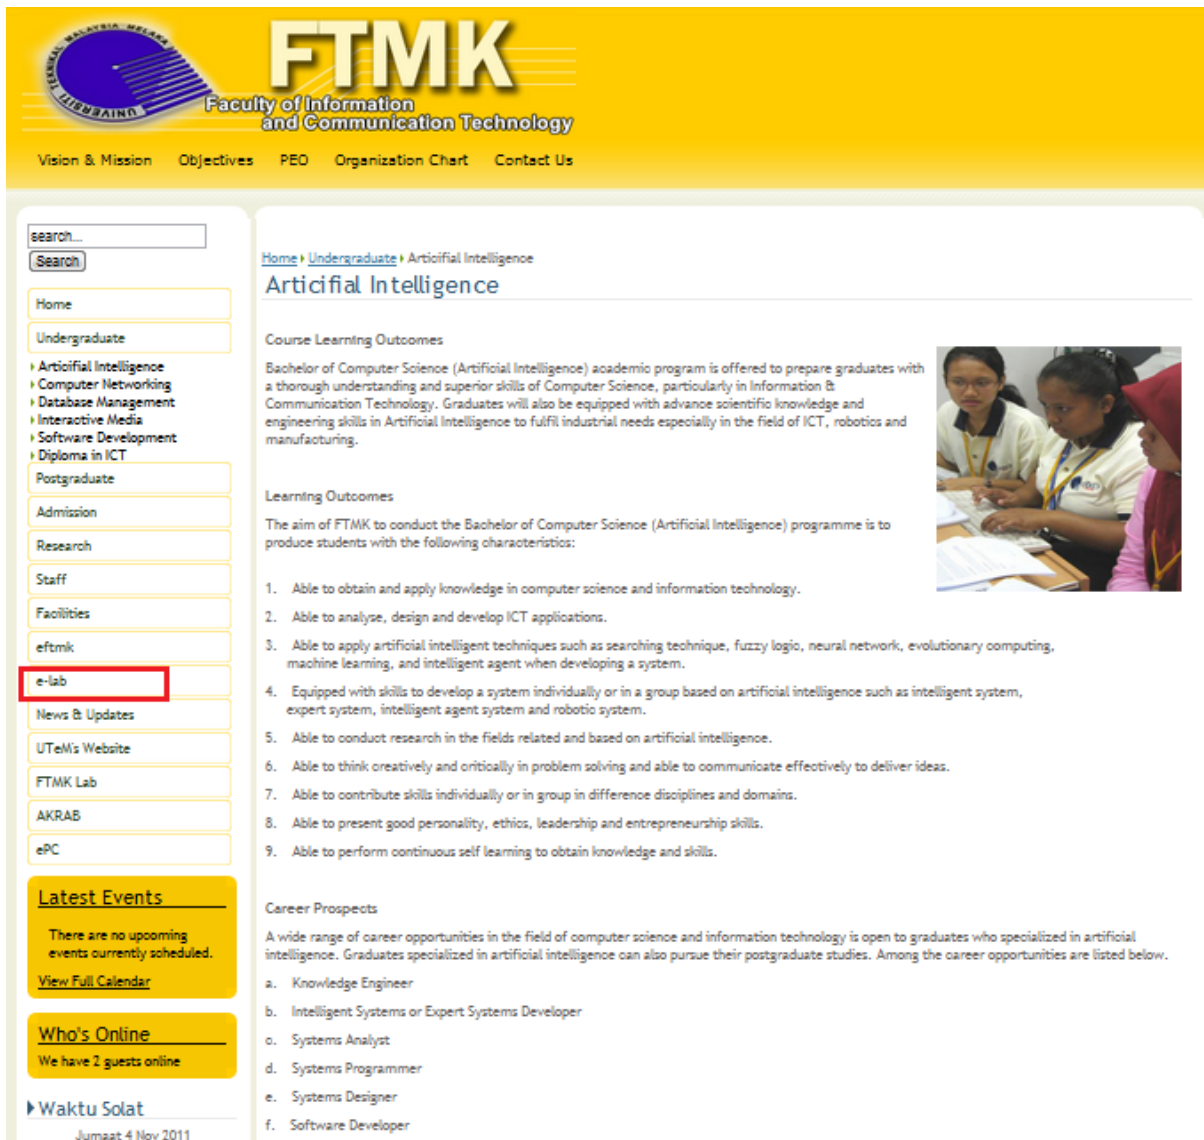 UNIVERSITI TEKNIKAL MALAYSIA MELAKA
FTMK
Faculty of Information
and Communication Technology
Vision & Mission Objectives PEO Organization Chart Contact Us
search...
Search
Home
Undergraduate
Articifial Intelligence
Computer Networking
Database Management
Interactive Media
Software Development
Diploma in ICT
Postgraduate
Admission
Research
Staff
Facilities
eftmk
e-lab
News & Updates
UTeM's Website
FTMK Lab
AKRAB
ePC
Latest Events
There are no upcoming
events currently scheduled.
View Full Calendar
Who's Online
We have 2 guests online
Waktu Solat
Jumaat 4 Nov 2011
Home Undergraduate Articifial Intelligence
Articifial Intelligence
Course Learning Outcomes
Bachelor of Computer Science (Artificial Intelligence) academic program is offered to prepare graduates with
a thorough understanding and superior skills of Computer Science, particularly in Information &
Communication Technology. Graduates will also be equipped with advance scientific knowledge and
engineering skills in Artificial Intelligence to fulfil industrial needs especially in the field of ICT, robotics and
manufacturing.
Learning Outcomes
The aim of FTMK to conduct the Bachelor of Computer Science (Artificial Intelligence) programme is to
produce students with the following characteristics:
1. Able to obtain and apply knowledge in computer science and information technology.
2. Able to analyse, design and develop ICT applications.
3. Able to apply artificial intelligent techniques such as searching technique, fuzzy logic, neural network, evolutionary computing,
machine learning, and intelligent agent when developing a system.
4. Equipped with skills to develop a system individually or in a group based on artificial intelligence such as intelligent system,
expert system, intelligent agent system and robotic system.
5. Able to conduct research in the fields related and based on artificial intelligence.
6. Able to think creatively and critically in problem solving and able to communicate effectively to deliver ideas.
7. Able to contribute skills individually or in group in difference disciplines and domains.
8. Able to present good personality, ethics, leadership and entrepreneurship skills.
9. Able to perform continuous self learning to obtain knowledge and skills.
Career Prospects
A wide range of career opportunities in the field of computer science and information technology is open to graduates who specialized in artificial
intelligence. Graduates specialized in artificial intelligence can also pursue their postgraduate studies. Among the career opportunities are listed below.
a. Knowledge Engineer
b. Intelligent Systems or Expert Systems Developer
c. Systems Analyst
d. Systems Programmer
e. Systems Designer
f. Software Developer